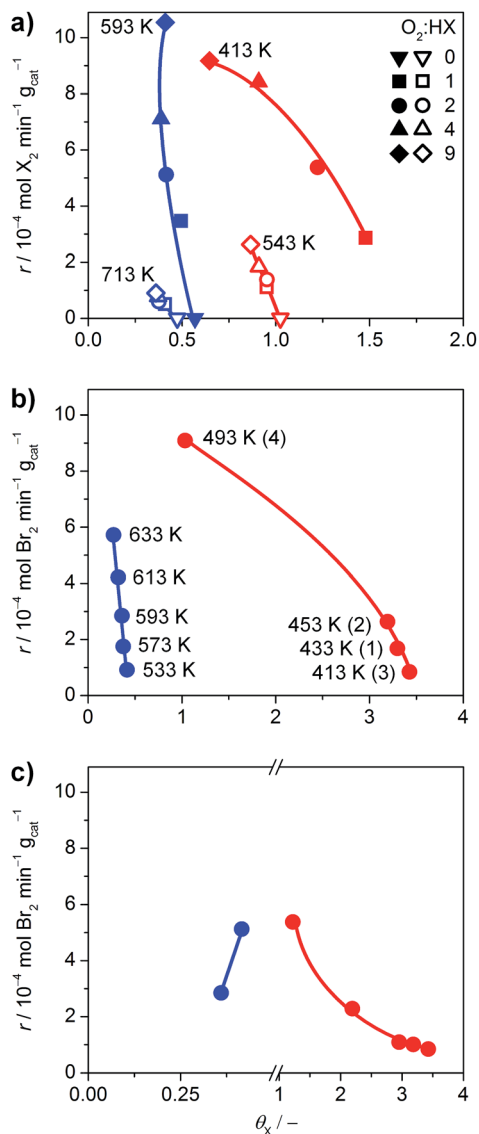 a)
593 K
413 K
O₂:HX
0
1
2
4
9
543 K
713 K
r / 10⁻⁴ mol X₂ min⁻¹ g_cat⁻¹
10
8
6
4
2
0
0.0 0.5 1.0 1.5 2.0
b)
493 K (4)
633 K
613 K
593 K
573 K
533 K
453 K (2)
433 K (1)
413 K (3)
r / 10⁻⁴ mol Br₂ min⁻¹ g_cat⁻¹
10
8
6
4
2
0
0 1 2 3 4
c)
r / 10⁻⁴ mol Br₂ min⁻¹ g_cat⁻¹
10
8
6
4
2
0
0.00 0.25 1 2 3 4
θ_X / −